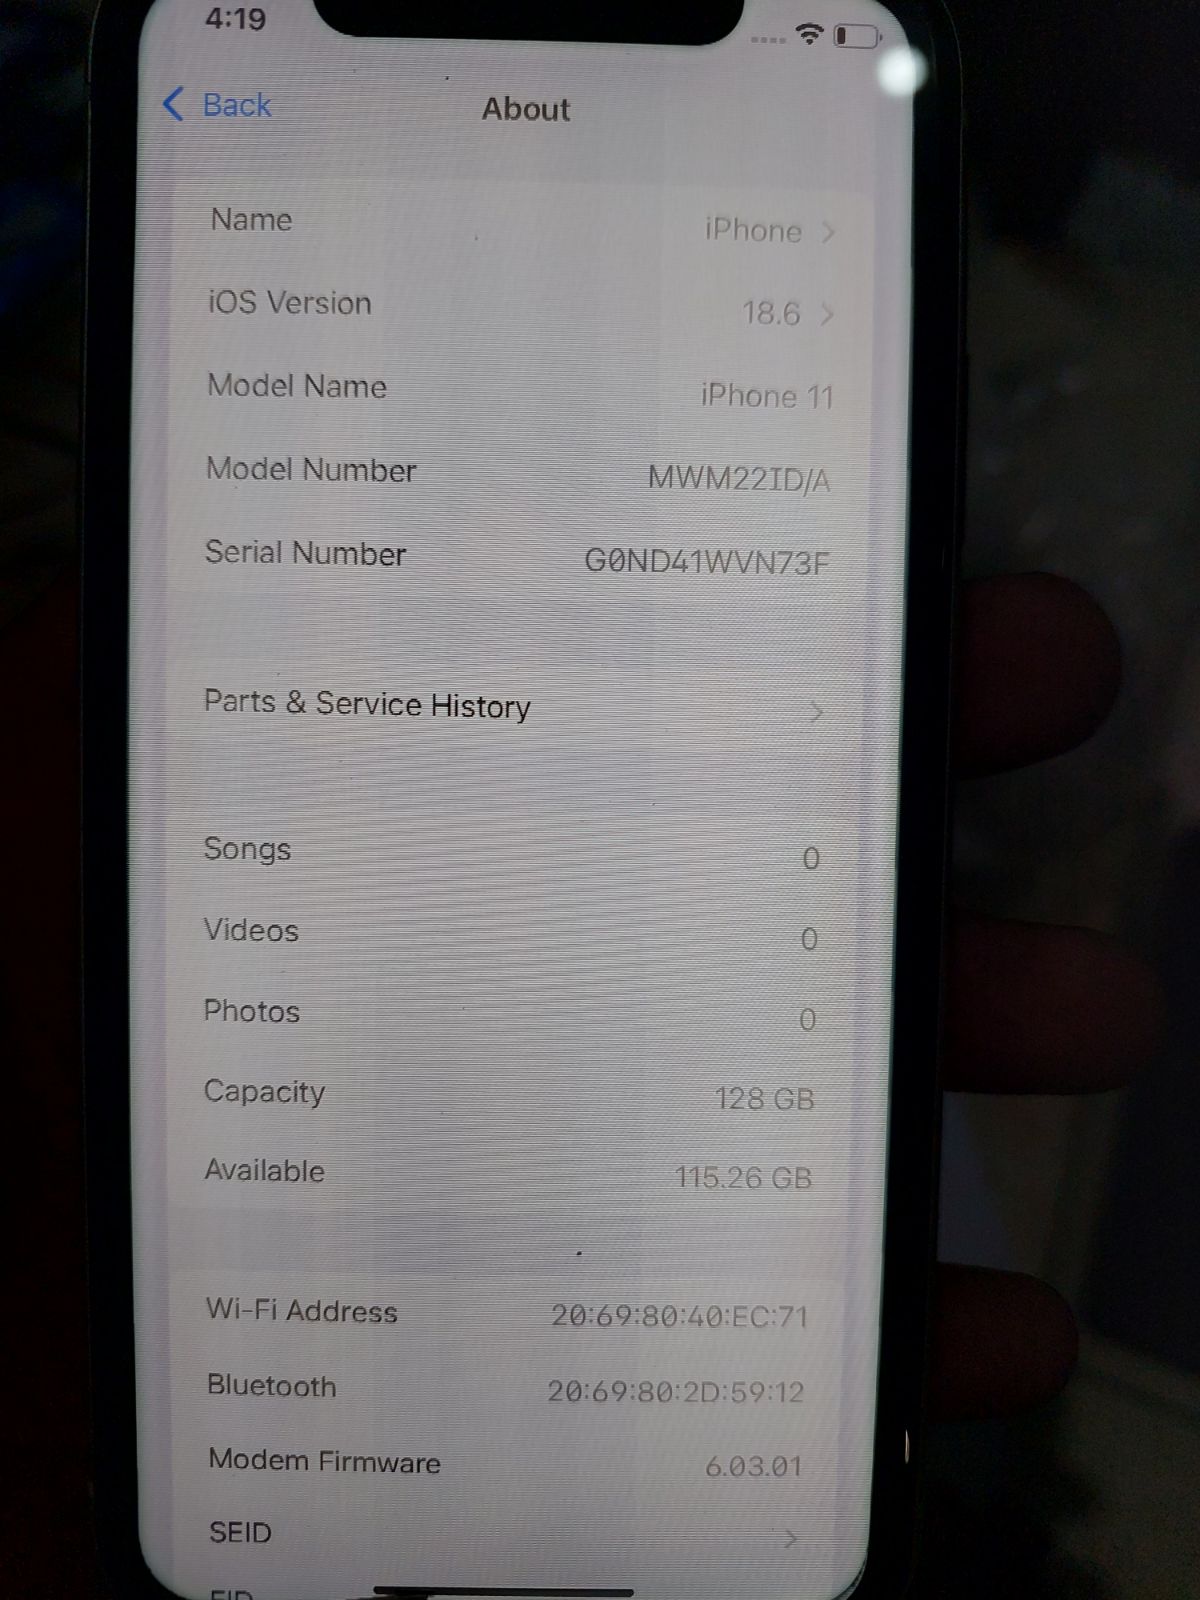 4:19
Back
About
Name iPhone
iOS Version 18.6
Model Name iPhone 11
Model Number MWM22ID/A
Serial Number G0ND41WVN73F
Parts & Service History
Songs 0
Videos 0
Photos 0
Capacity 128 GB
Available 115.26 GB
Wi-Fi Address 20:69:80:40:EC:71
Bluetooth 20:69:80:2D:59:12
Modem Firmware 6.03.01
SEID